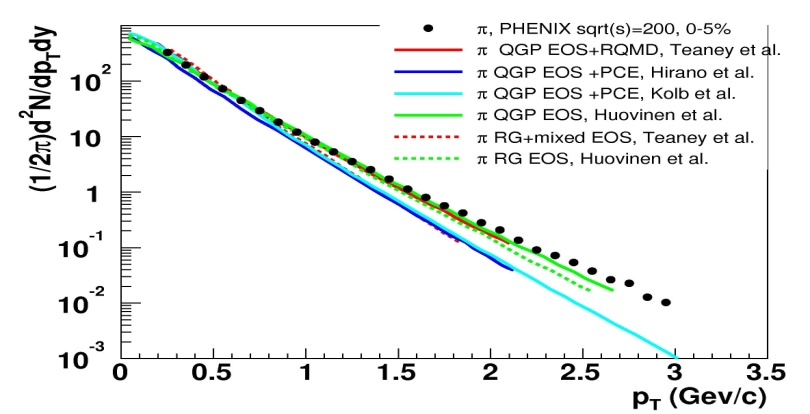 π, PHENIX sqrt(s)=200, 0-5%
π QGP EOS+RQMD, Teaney et al.
π QGP EOS +PCE, Hirano et al.
π QGP EOS +PCE, Kolb et al.
π QGP EOS, Huovinen et al.
π RG+mixed EOS, Teaney et al.
π RG EOS, Huovinen et al.
(1/2π)d²N/dp_Tdy
10²
10
1
10⁻¹
10⁻²
10⁻³
0 0.5 1 1.5 2 2.5 3 3.5
p_T (Gev/c)